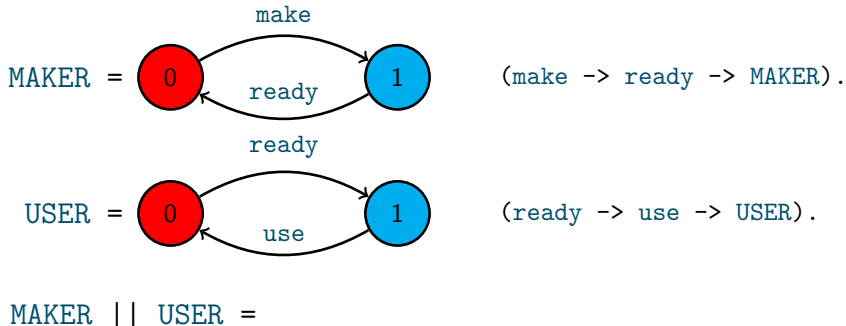 make
MAKER = 0 1 (make -> ready -> MAKER).
ready
ready
USER = 0 1 (ready -> use -> USER).
use
MAKER || USER =